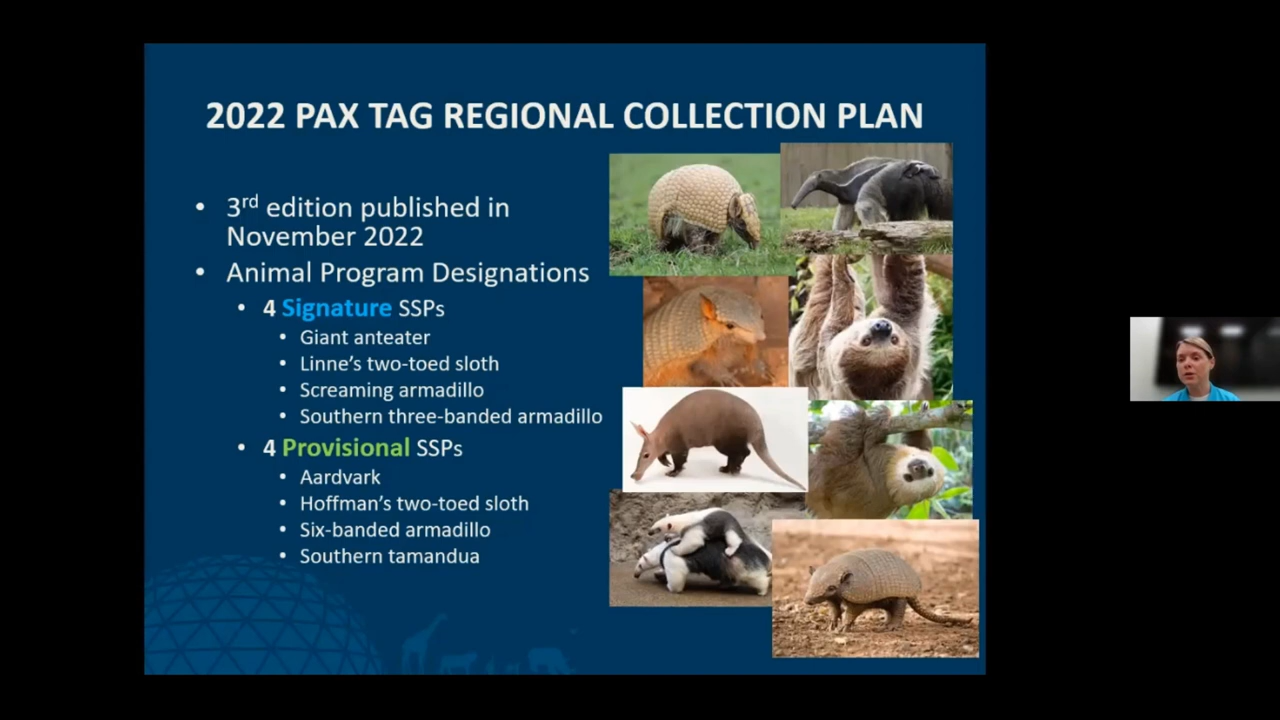 2022 PAX TAG REGIONAL COLLECTION PLAN
• 3rd edition published in
November 2022
• Animal Program Designations
• 4 Signature SSPs
• Giant anteater
• Linne's two-toed sloth
• Screaming armadillo
• Southern three-banded armadillo
• 4 Provisional SSPs
• Aardvark
• Hoffman's two-toed sloth
• Six-banded armadillo
• Southern tamandua